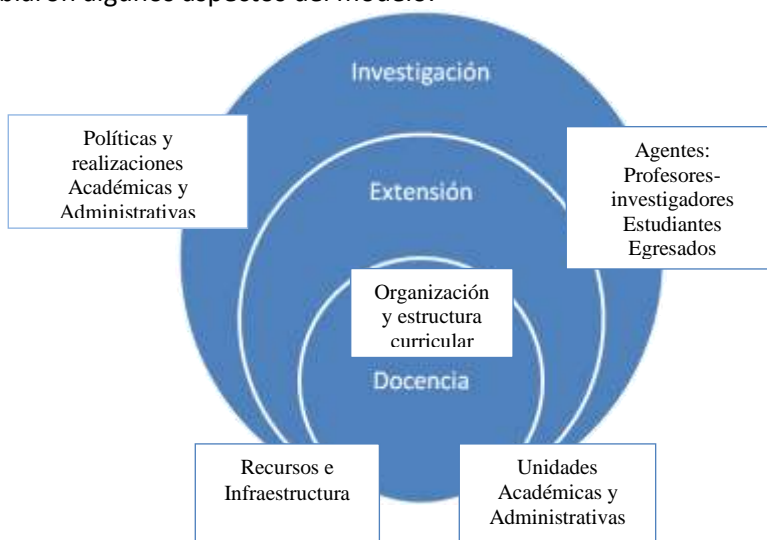 algunos aspectos del modelo.
Investigación
Políticas y
realizaciones
Académicas y
Administrativas
Agentes:
Profesores-
investigadores
Estudiantes
Egresados
Extensión
Organización
y estructura
curricular
Docencia
Recursos e
Infraestructura
Unidades
Académicas y
Administrativas